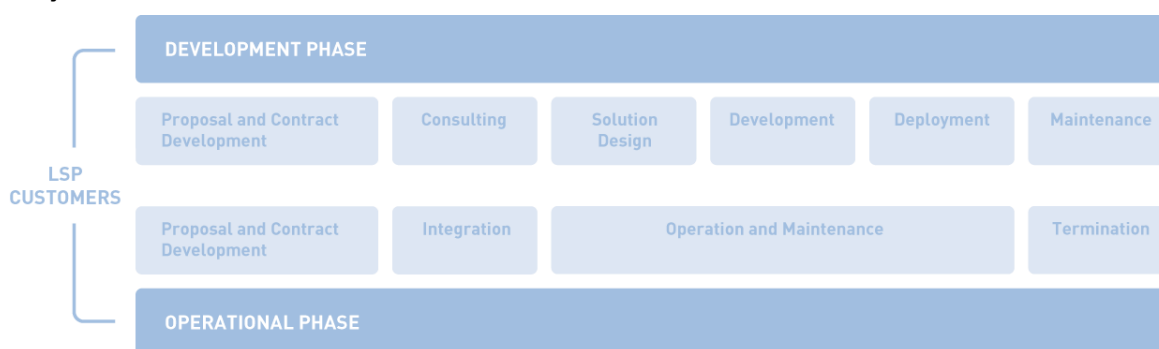 DEVELOPMENT PHASE
Proposal and Contract
Development
Consulting
Solution
Design
Development
Deployment
Maintenance
LSP
CUSTOMERS
Proposal and Contract
Development
Integration
Operation and Maintenance
Termination
OPERATIONAL PHASE